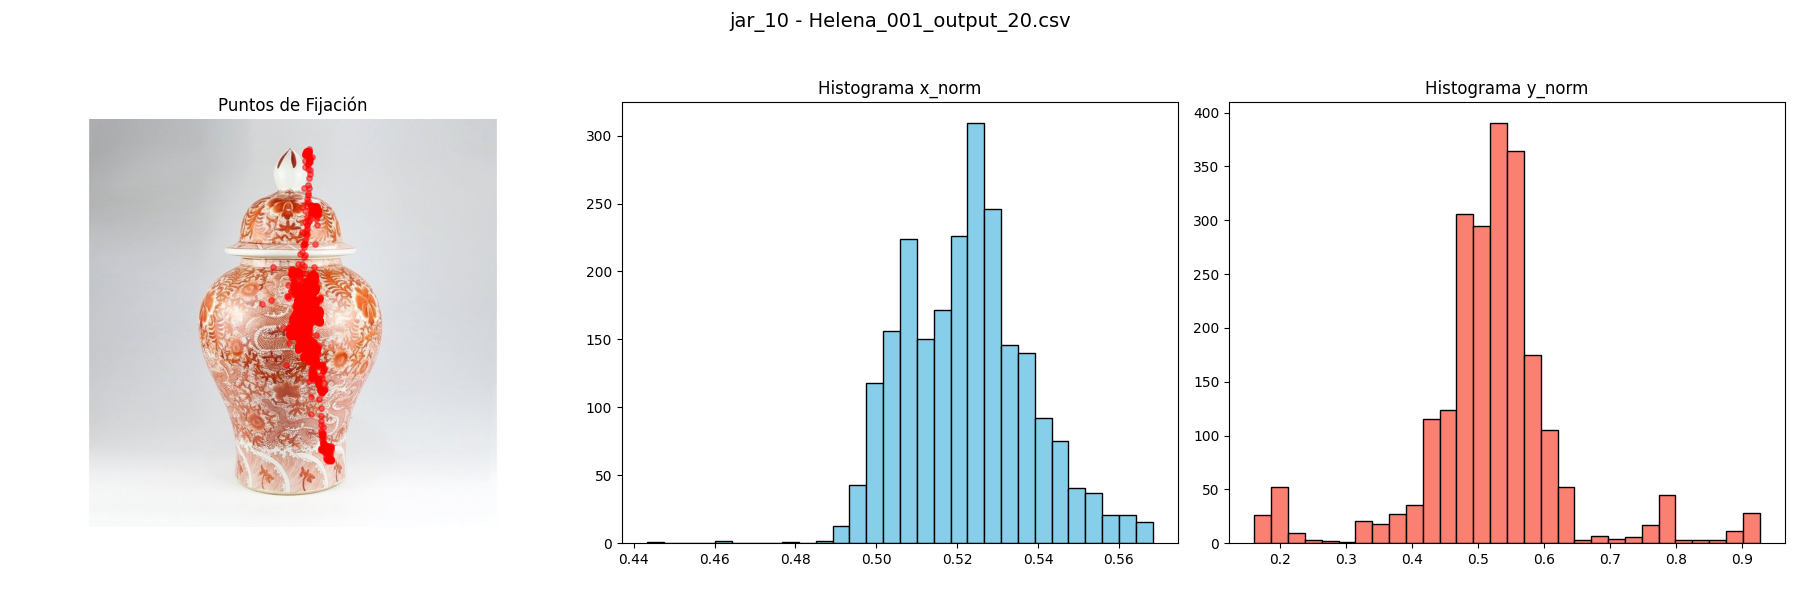 jar_10 - Helena_001_output_20.csv
Puntos de Fijación
Histograma x_norm
300
250
200
150
100
50
0
0.44 0.46 0.48 0.50 0.52 0.54 0.56
Histograma y_norm
400
350
300
250
200
150
100
50
0
0.2 0.3 0.4 0.5 0.6 0.7 0.8 0.9